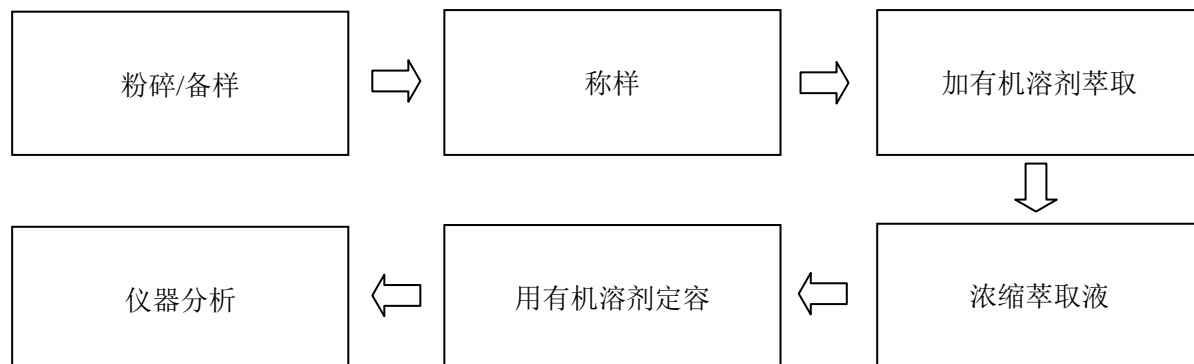 粉碎/备样
称样
加有机溶剂萃取
浓缩萃取液
用有机溶剂定容
仪器分析